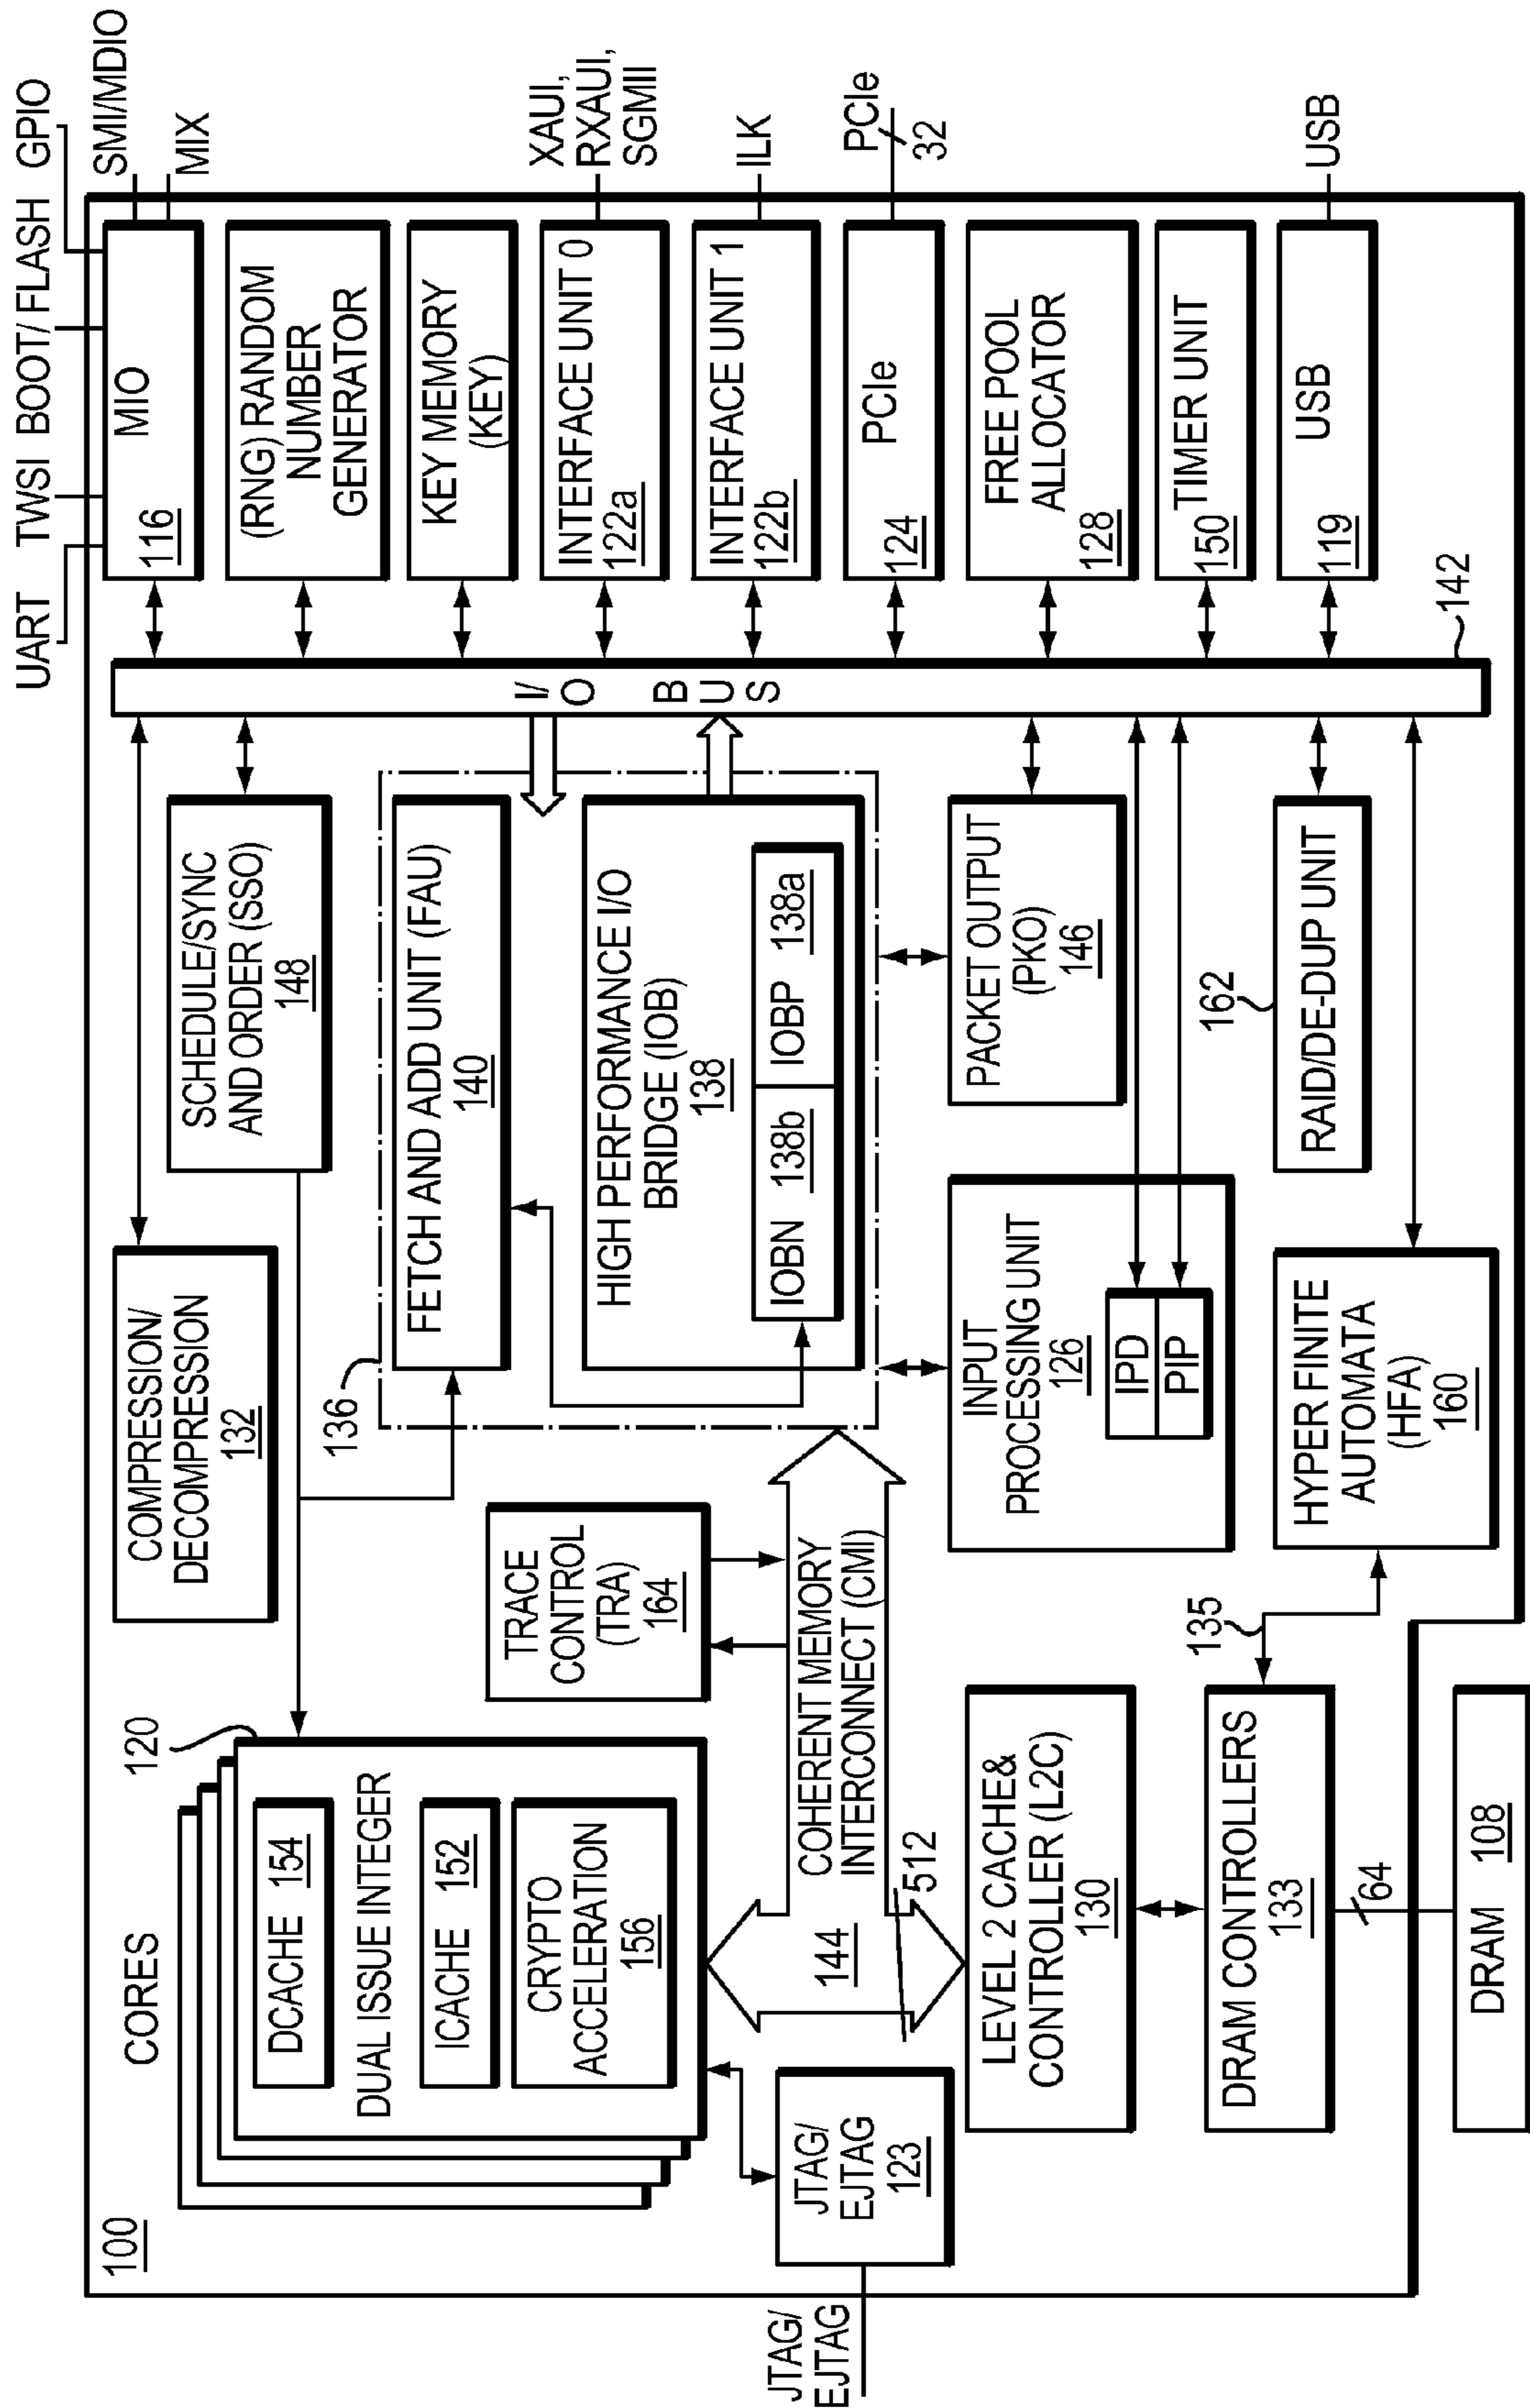 100
CORES
120
DCACHE 154
DUAL ISSUE INTEGER
ICACHE 152
CRYPTO
ACCELERATION
156
JTAG/
EJTAG
JTAG/
EJTAG
123
COMPRESSION/
DECOMPRESSION
132
SCHEDULE/SYNC
AND ORDER (SSO)
148
TRACE
CONTROL
(TRA)
164
136
FETCH AND ADD UNIT (FAU)
140
HIGH PERFORMANCE I/O
BRIDGE (IOB)
138
IOBN 138b
IOBP 138a
COHERENT MEMORY
INTERCONNECT (CMI)
144
512
LEVEL 2 CACHE&
CONTROLLER (L2C)
130
DRAM CONTROLLERS
133
135
64
DRAM 108
INPUT
PROCESSING UNIT
126
IPD
PIP
PACKET OUTPUT
(PKO)
146
162
RAID/DE-DUP UNIT
HYPER FINITE
AUTOMATA
(HFA)
160
I/O
BUS
142
UART
TWSI
BOOT/ FLASH
GPIO
SMI/MDIO
MIX
MIO
116
(RNG) RANDOM
NUMBER
GENERATOR
KEY MEMORY
(KEY)
INTERFACE UNIT 0
122a
XAUI,
RXAUI,
SGMII
INTERFACE UNIT 1
122b
ILK
PCIe
124
PCIe
32
FREE POOL
ALLOCATOR
128
TIMER UNIT
150
USB
119
USB